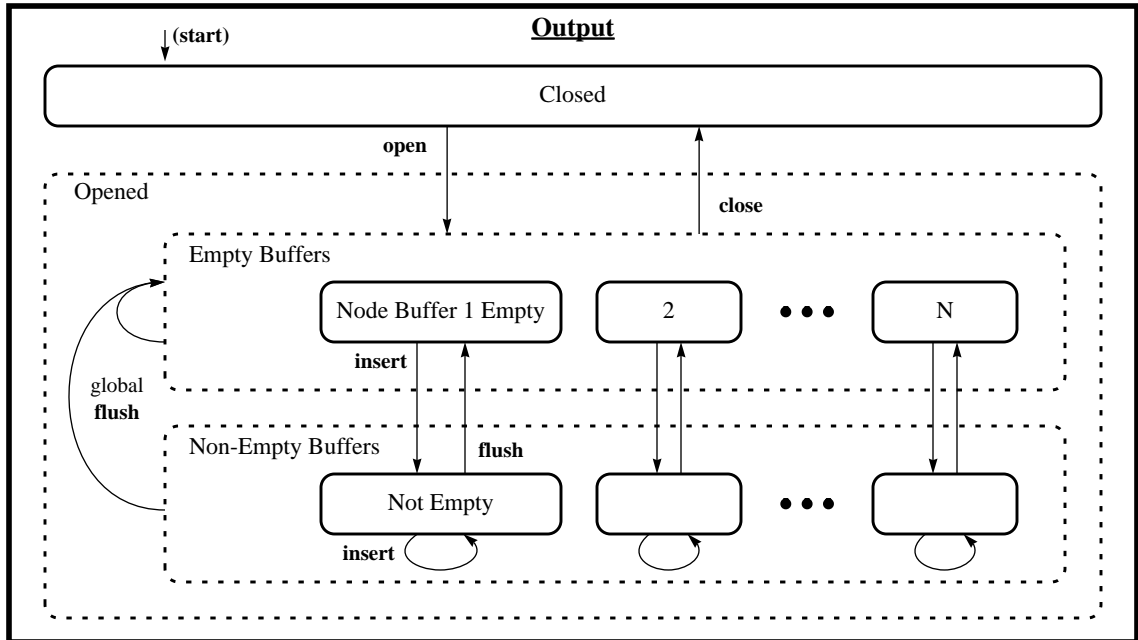 Output
(start)
Closed
open
Opened
close
Empty Buffers
Node Buffer 1 Empty
2
N
insert
global
flush
Non-Empty Buffers
flush
Not Empty
insert